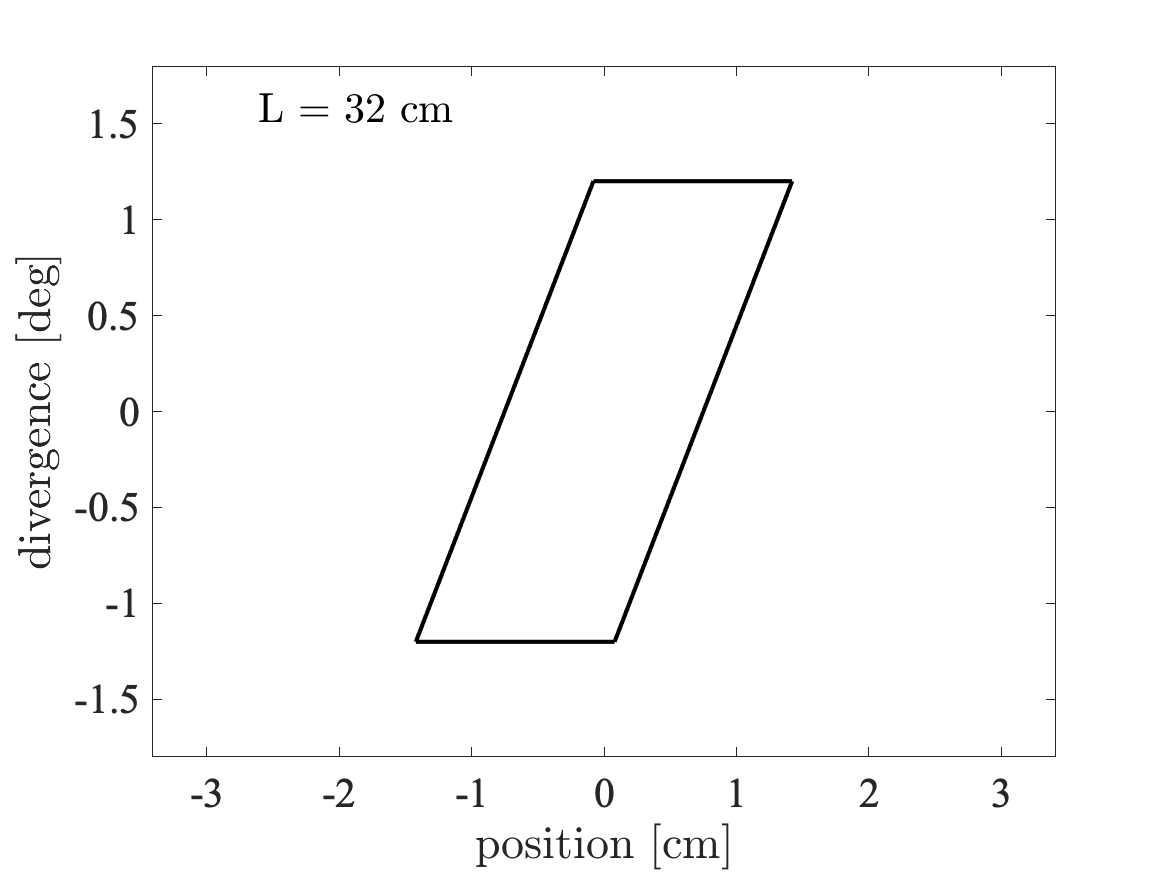 L = 32 cm
1.5
1
0.5
0
-0.5
-1
-1.5
divergence [deg]
-3 -2 -1 0 1 2 3
position [cm]